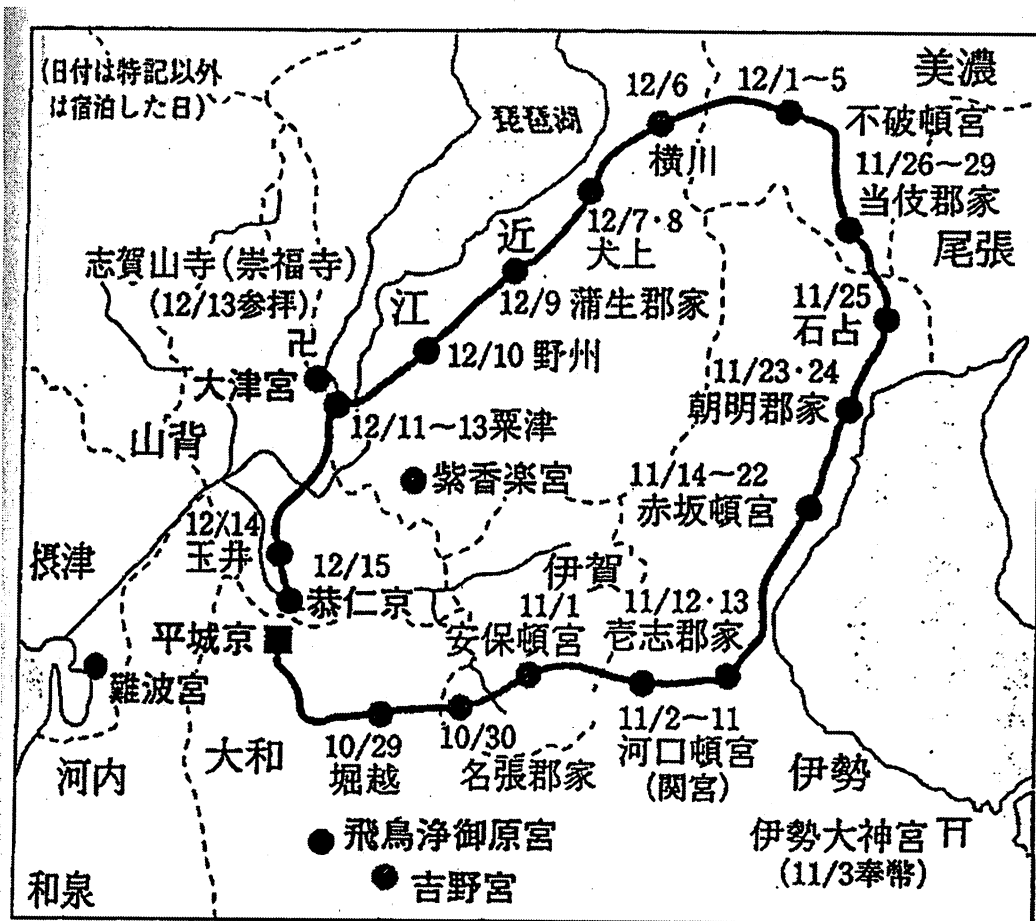 (日付は特記以外
は宿泊した日)
美濃
琵琶湖
12/6
横川
12/1～5
不破頓宮
11/26～29
当伎郡家
尾張
12/7・8
犬上
近
江
志賀山寺(崇福寺)
(12/13参拝)
卍
12/9 蒲生郡家
11/25
石占
12/10 野州
大津宮
11/23・24
朝明郡家
12/11～13粟津
山背
紫香楽宮
11/14～22
赤坂頓宮
12/14
玉井
摂津
12/15
恭仁京
伊賀
11/1
安保頓宮
11/12・13
壱志郡家
平城京
難波宮
10/29
堀越
10/30
名張郡家
11/2～11
河口頓宮
(関宮)
大和
河内
伊勢
飛鳥浄御原宮
伊勢大神宮
(11/3奉幣)
吉野宮
和泉